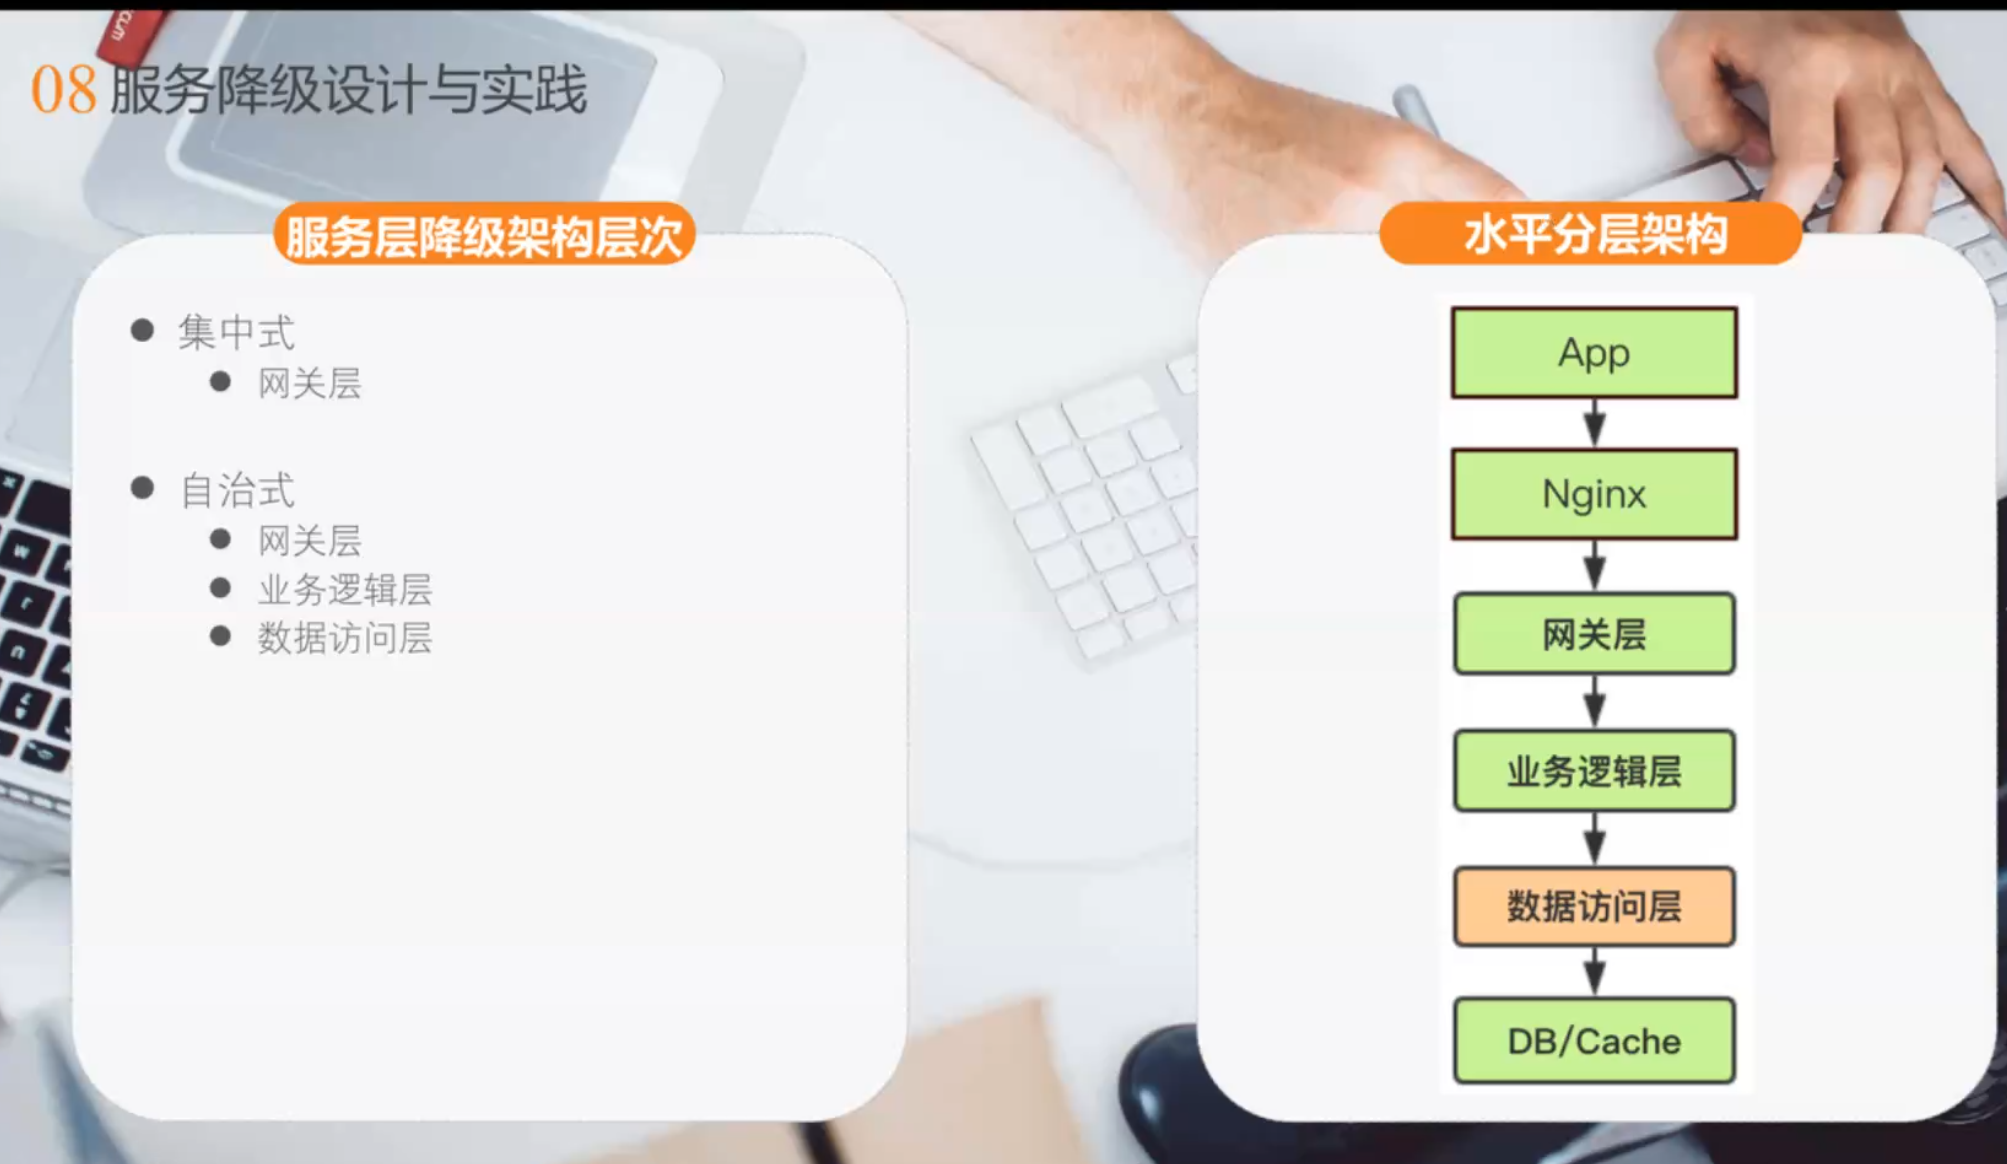 08 服务降级设计与实践
服务层降级架构层次
集中式
网关层
自治式
网关层
业务逻辑层
数据访问层
水平分层架构
App
Nginx
网关层
业务逻辑层
数据访问层
DB/Cache